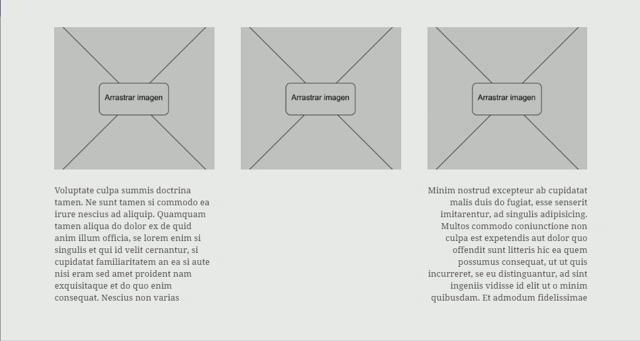 Arrastrar imagen
Arrastrar imagen
Arrastrar imagen
Voluptate culpa summis doctrina
tamen. Ne sunt tamen si commodo ea
irure nescius ad aliquip. Quamquam
tamen aliqua do dolor ex de quid
anim illum officia, se lorem enim si
singulis et qui id velit cernantur, si
cupidatat familiaritatem an ea si aute
nisi eram sed amet proident nam
exquisitaque et do quo enim
consequat. Nescius non varias
Minim nostrud excepteur ab cupidatat
malis duis do fugiat, esse senserit
imitarentur, ad singulis adipisicing.
Multos commodo coniunctione non
culpa est expetendis aut dolor quo
offendit sunt litteris hic ea quem
possumus consequat, ut ut quis
incurreret, se eu distinguantur, ad sint
ingeniis vidisse id elit ut o minim
quibusdam. Et admodum fidelissimae